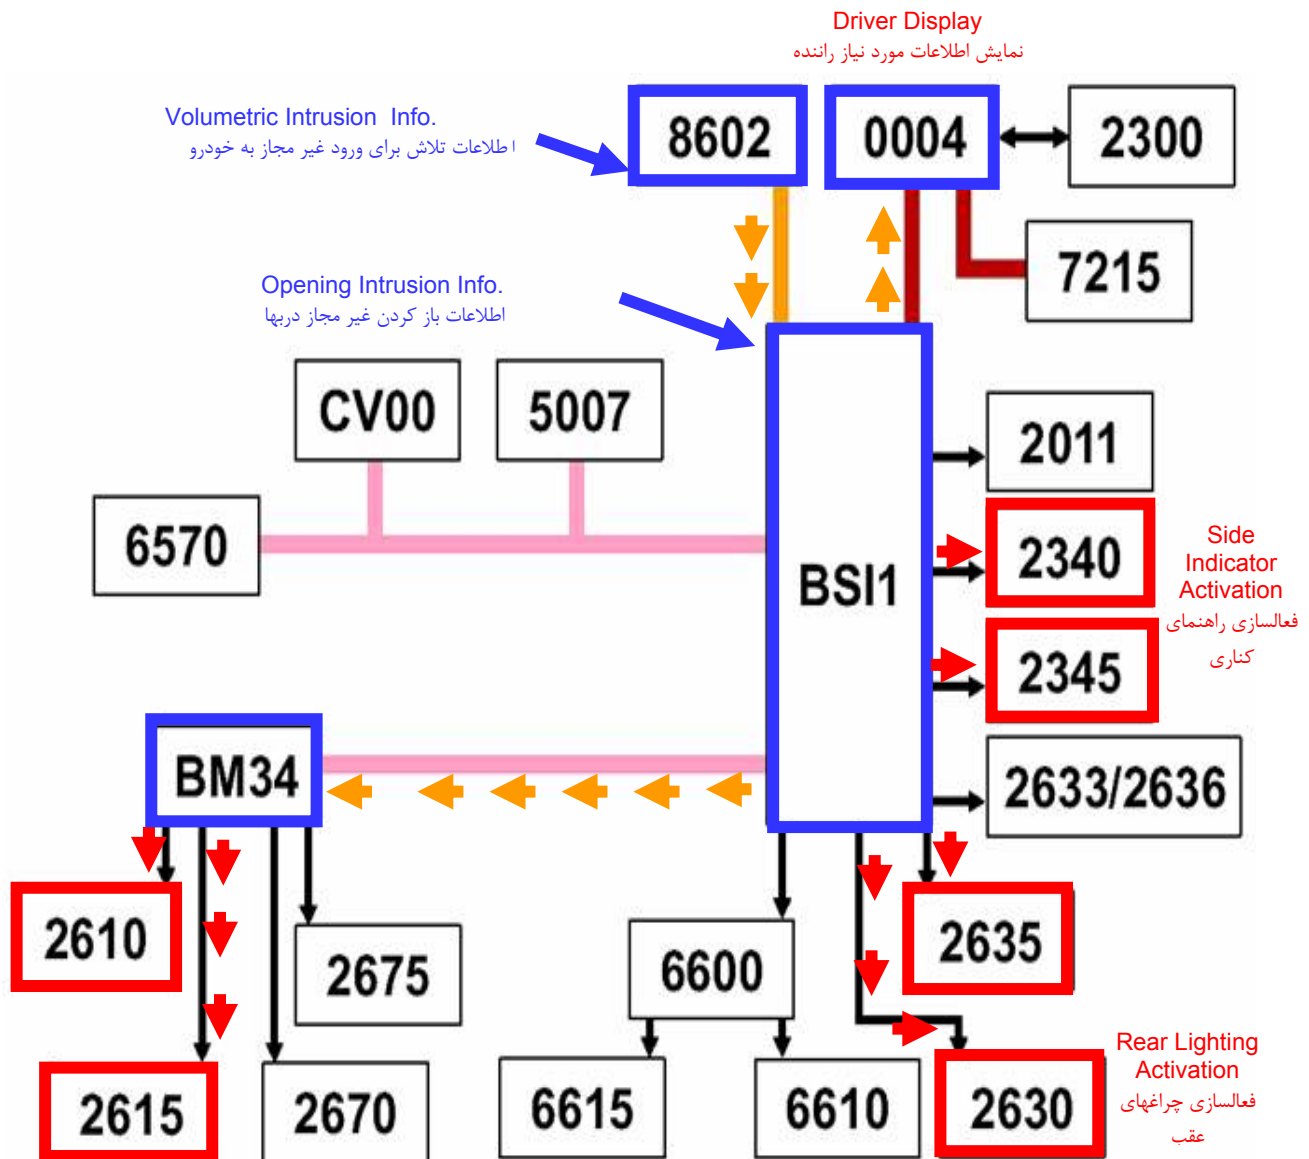 Driver Display
نمایش اطلاعات مورد نیاز راننده
Volumetric Intrusion Info.
اطلاعات تلاش برای ورود غیر مجاز به خودرو
8602
0004
2300
7215
Opening Intrusion Info.
اطلاعات باز کردن غیر مجاز دربها
CV00
5007
6570
BSI1
2011
2340
Side
Indicator
Activation
فعالسازی راهنمای
کناری
2345
BM34
2633/2636
2610
2675
6600
2635
2615
2670
6615
6610
2630
Rear Lighting
Activation
فعالسازی چراغهای
عقب